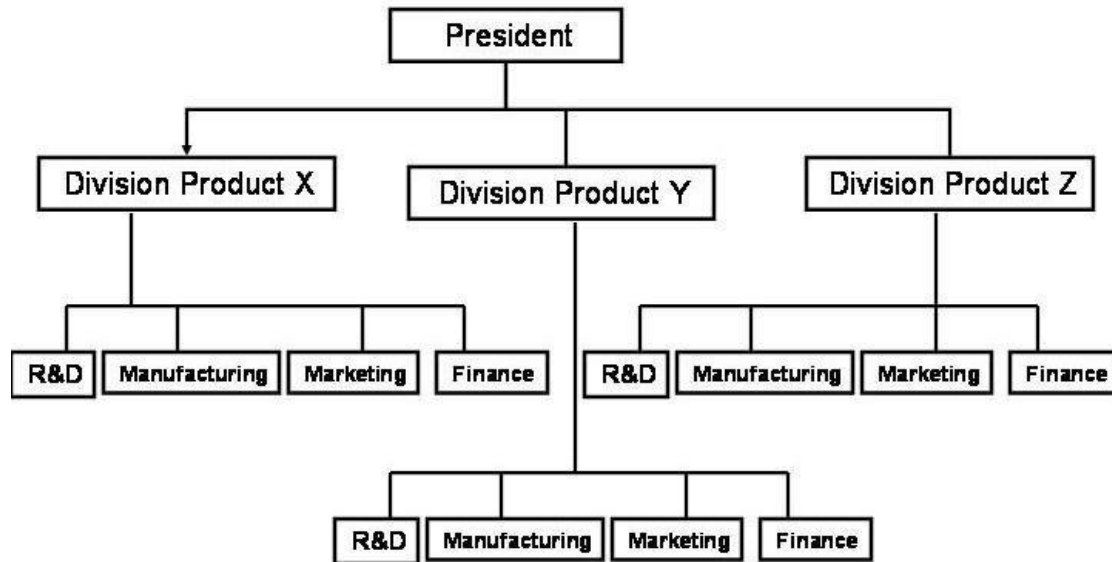 President
Division Product X
Division Product Y
Division Product Z
R&D
Manufacturing
Marketing
Finance
R&D
Manufacturing
Marketing
Finance
R&D
Manufacturing
Marketing
Finance